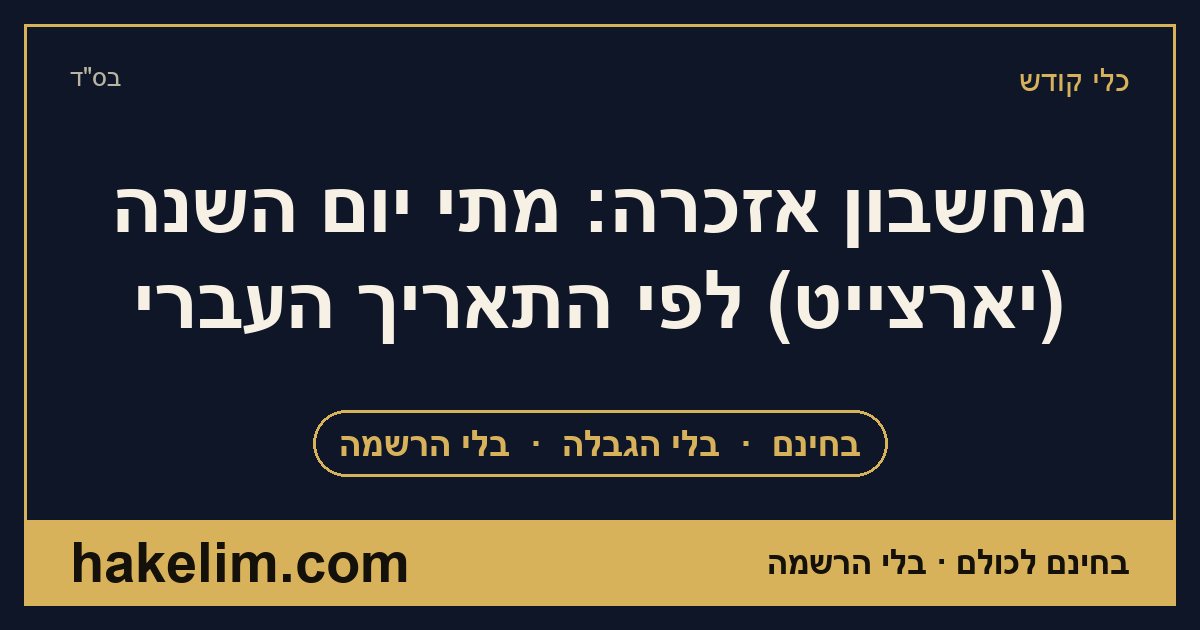 כלי קודש
בס"ד
מחשבון אזכרה: מתי יום השנה
(יארצייט) לפי התאריך העברי
בחינם · בלי הגבלה · בלי הרשמה
בחינם לכולם · בלי הרשמה
hakelim.com